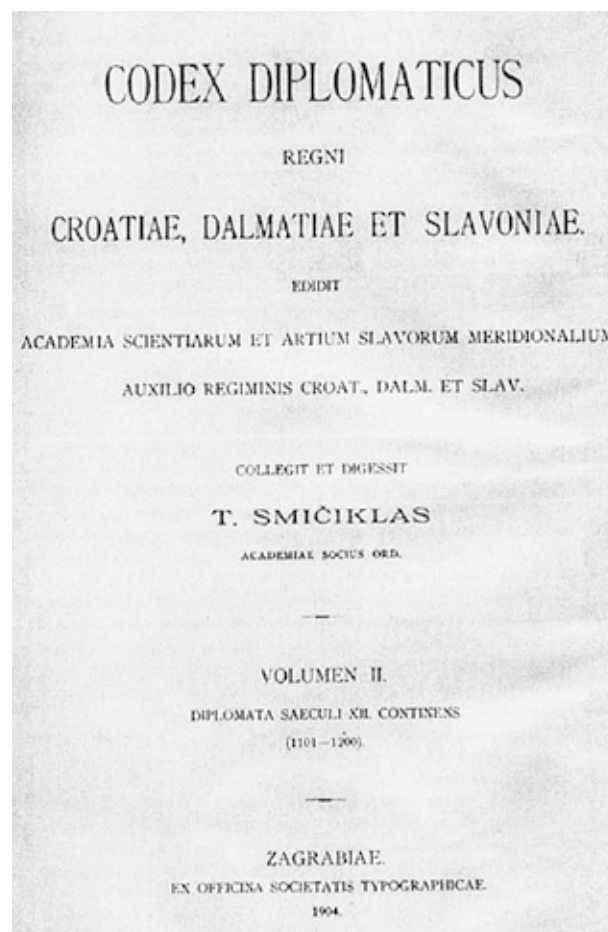 CODEX DIPLOMATICUS
REGNI
CROATIAE, DALMATIAE ET SLAVONIAE.
EDIDIT
ACADEMIA SCIENTIARUM ET ARTIUM SLAVORUM MERIDIONALIUM
AUXILIO REGIMINIS CROAT., DALM. ET SLAV.
COLLEGIT ET DIGESSIT
T. SMIČIKLAS
ACADEMIAE SOCIUS ORD.
VOLUMEN II.
DIPLOMATA SAECULI XII. CONTINENS
(1101—1200).
ZAGRABIAE.
EX OFFICINA SOCIETATIS TYPOGRAPHICAE.
1904.